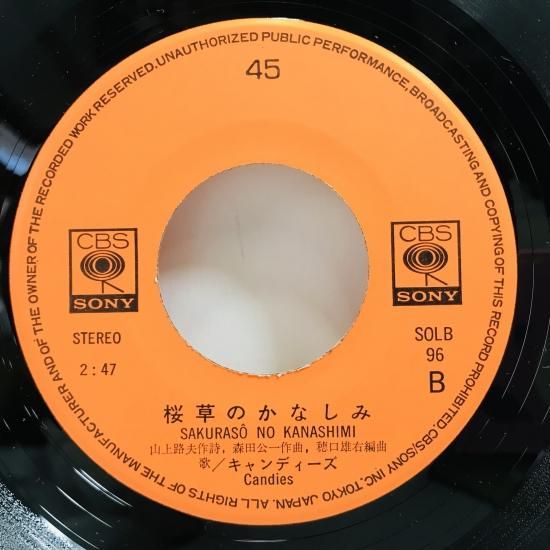 ALL RIGHTS OF THE MANUFACTURER AND OF THE OWNER OF THE RECORDED WORK RESERVED. UNAUTHORIZED PUBLIC PERFORMANCE, BROADCASTING AND COPYING OF THIS RECORD PROHIBITED. CBS/SONY INC. TOKYO JAPAN.
45
CBS
SONY
CBS
SONY
STEREO
2:47
SOLB
96
B
桜草のかなしみ
SAKURASÔ NO KANASHIMI
山上路夫作詩, 森田公一作曲, 穂口雄右編曲
歌/キャンディーズ
Candies